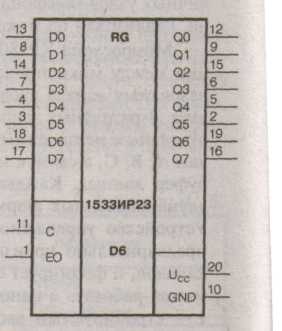 13 D0 RG Q0 12
8 D1 Q1 9
14 D2 Q2 15
7 D3 Q3 6
4 D4 Q4 5
3 D5 Q5 2
18 D6 Q6 19
17 D7 Q7 16
1533ИР23
11 C
1 EO D6
UCC 20
GND 10